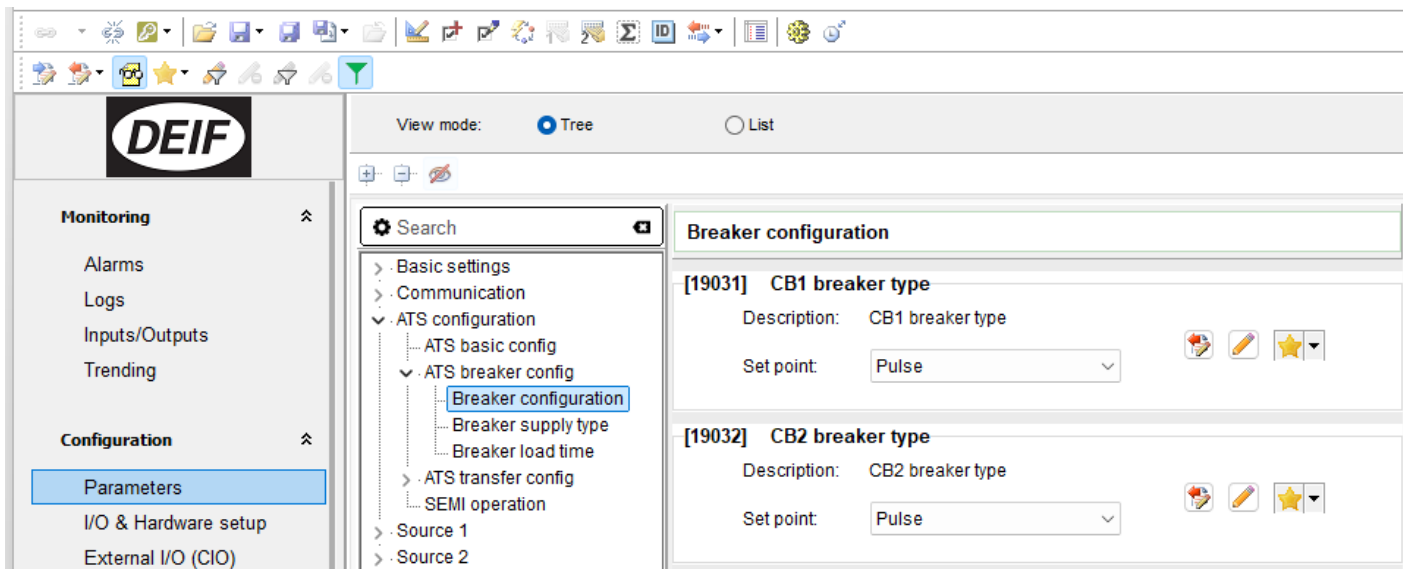 2
Σ
ID
DEIF
View mode:
Tree
List
Monitoring
Alarms
Logs
Inputs/Outputs
Trending
Configuration
Parameters
I/O & Hardware setup
External I/O (CIO)
Search
Basic settings
Communication
ATS configuration
ATS basic config
ATS breaker config
Breaker configuration
Breaker supply type
Breaker load time
ATS transfer config
SEMI operation
Source 1
Source 2
Breaker configuration
[19031] CB1 breaker type
Description: CB1 breaker type
Set point: Pulse
[19032] CB2 breaker type
Description: CB2 breaker type
Set point: Pulse